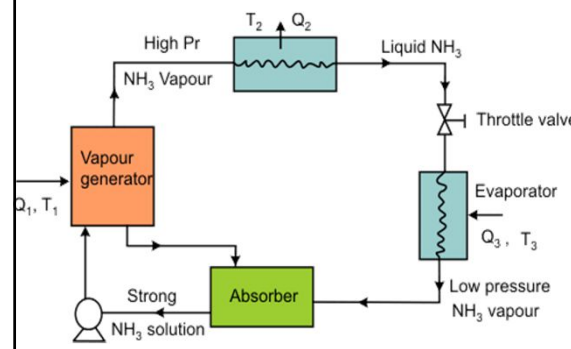 T₂ Q₂
High Pr
NH₃ Vapour
Liquid NH₃
Throttle valve
Vapour
generator
Q₁, T₁
Evaporator
Q₃ , T₃
Absorber
Strong
NH₃ solution
Low pressure
NH₃ vapour